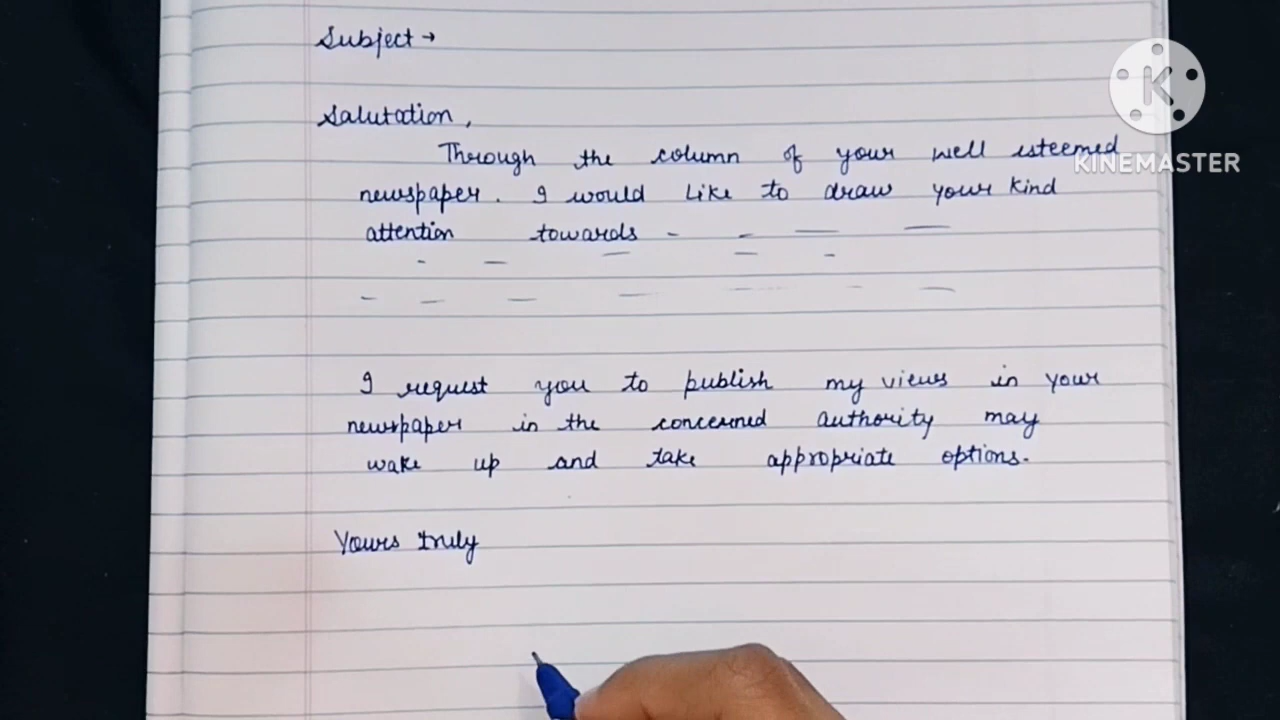 Subject →
Salutation,
Through the column of your well esteemed
newspaper. I would like to draw your kind
attention towards - - — —
- — — — -
- — — — — - —
I request you to publish my views in your
newspaper in the concerned authority may
wake up and take appropriate options.
Yours truly
K
KINEMASTER